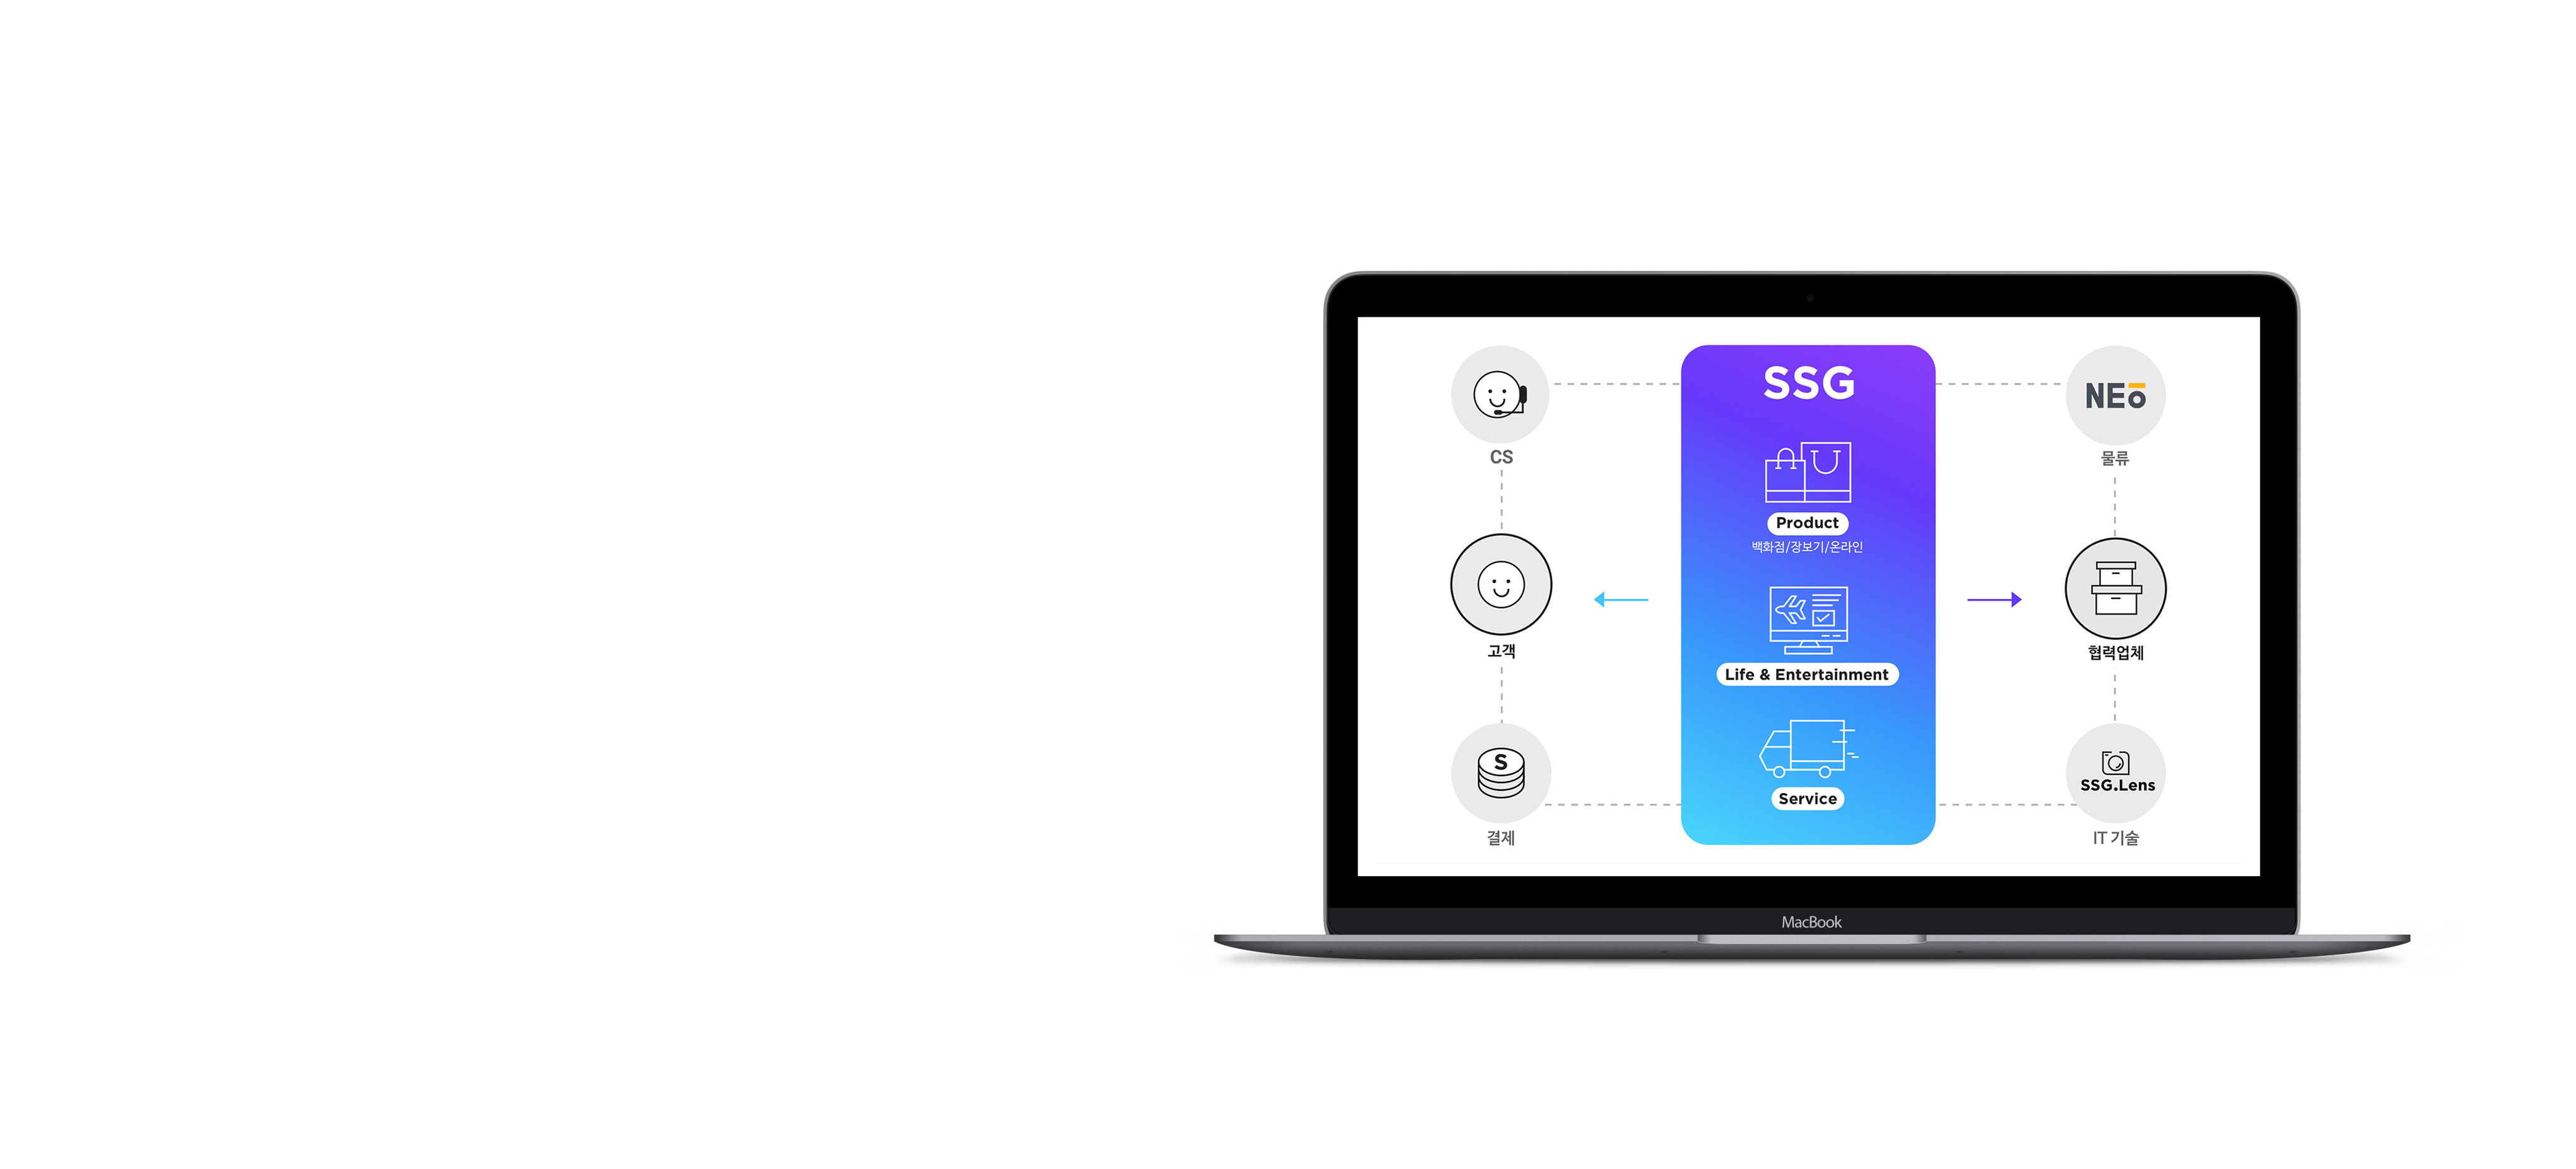 SSG
CS
NEō
물류
Product
백화점/장보기/온라인
고객
협력업체
Life & Entertainment
S
SSG.Lens
Service
결제
IT 기술
MacBook